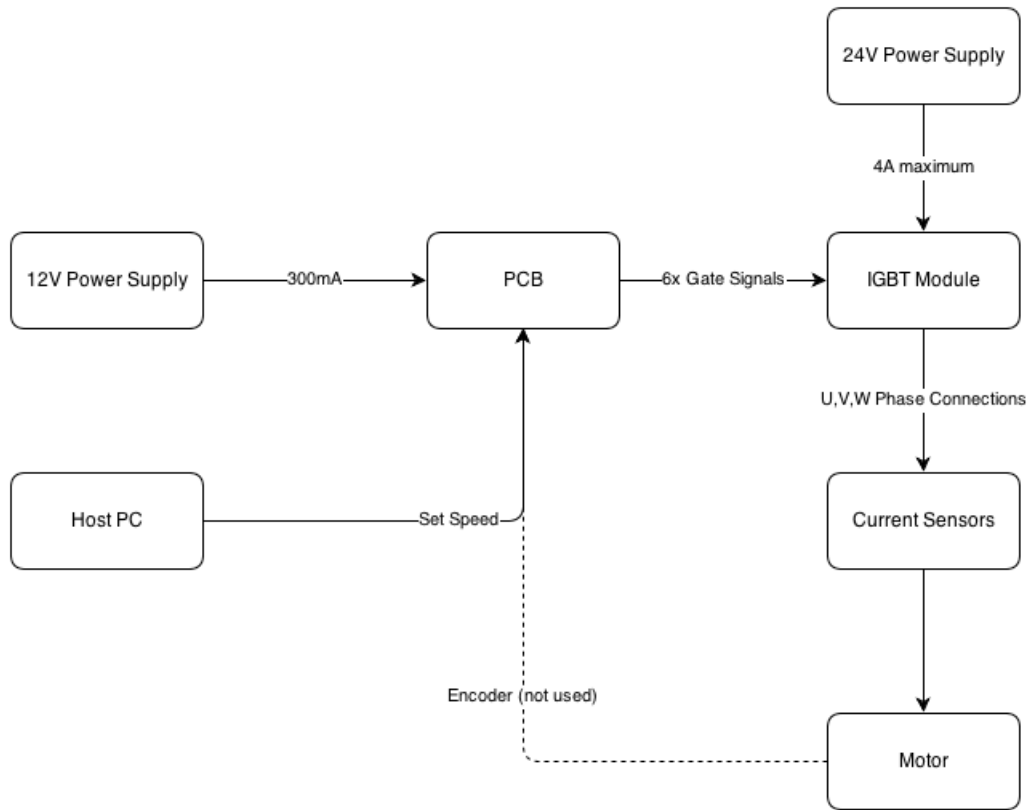 24V Power Supply
4A maximum
12V Power Supply
300mA
PCB
6x Gate Signals
IGBT Module
U,V,W Phase Connections
Host PC
Set Speed
Current Sensors
Encoder (not used)
Motor